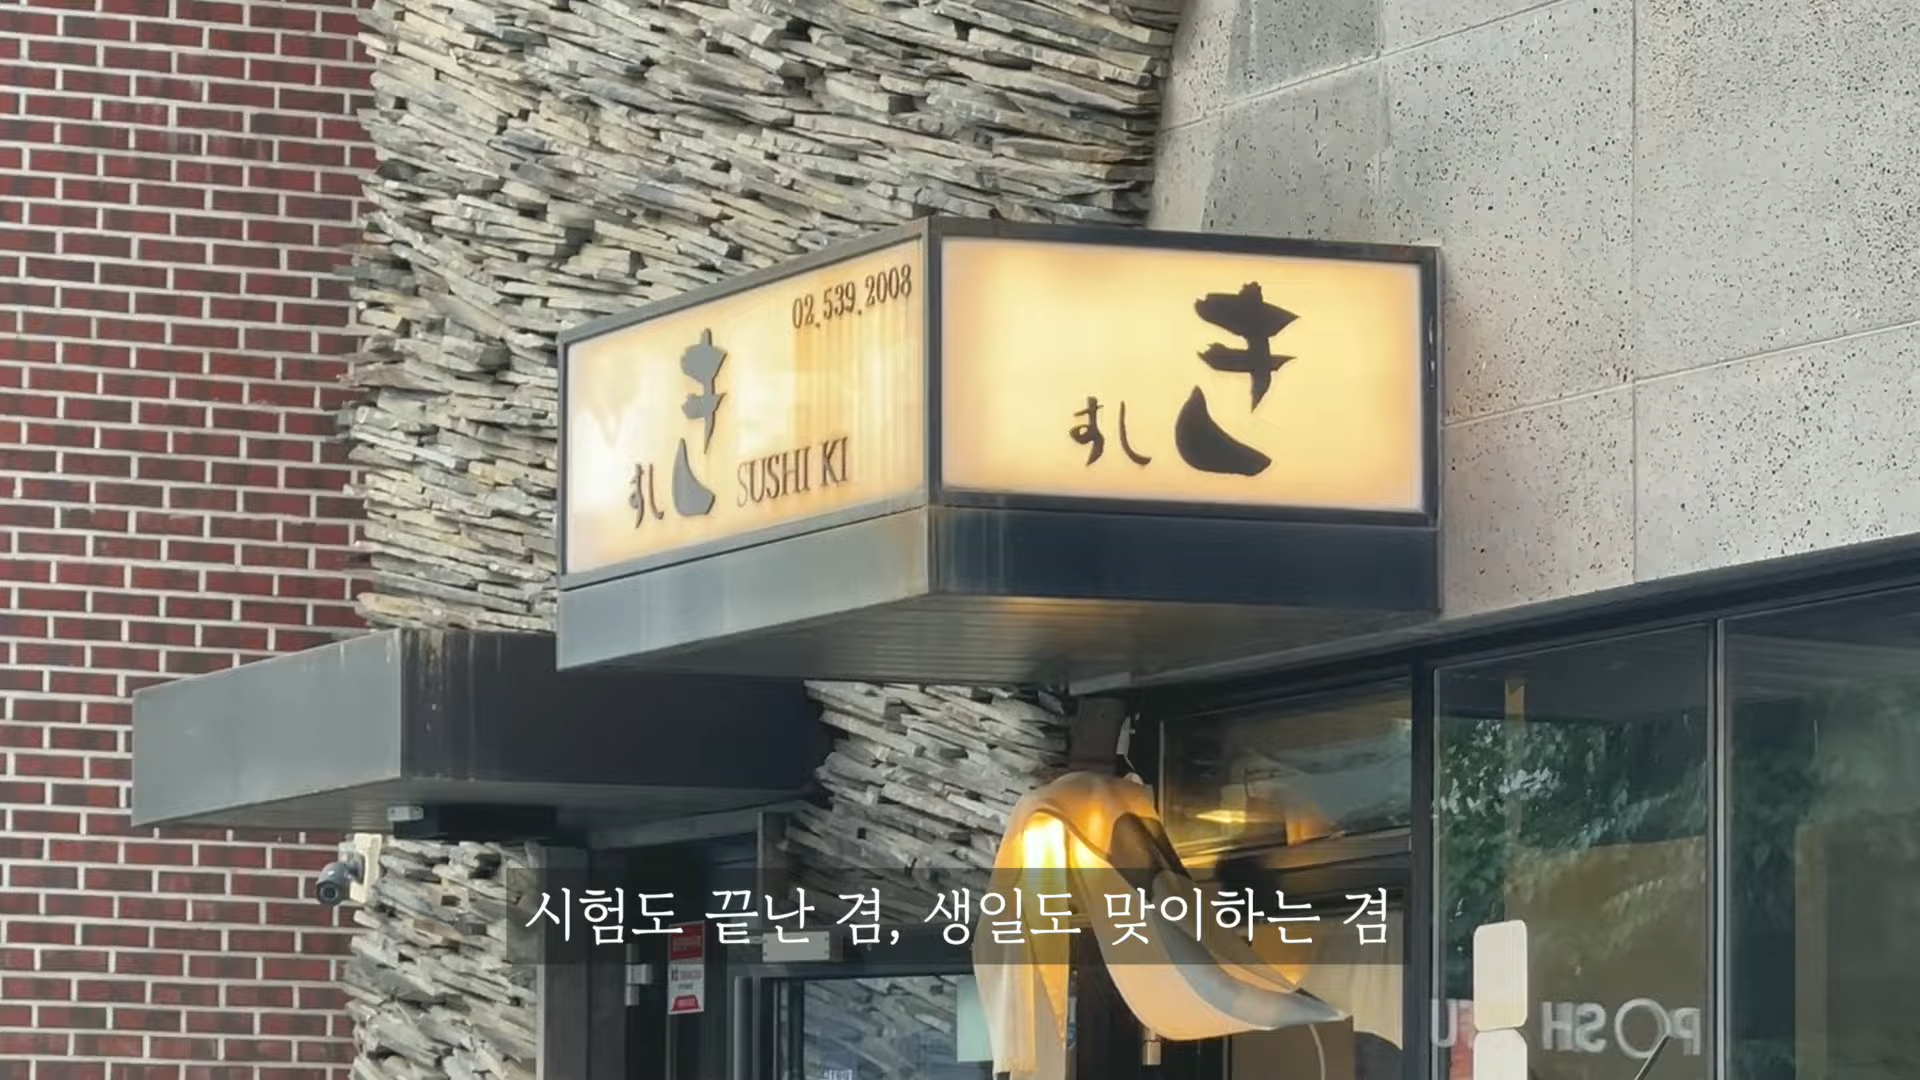 02.539.2008
き
すし
SUSHI KI
き
すし
시험도 끝난 겸, 생일도 맞이하는 겸
POSH